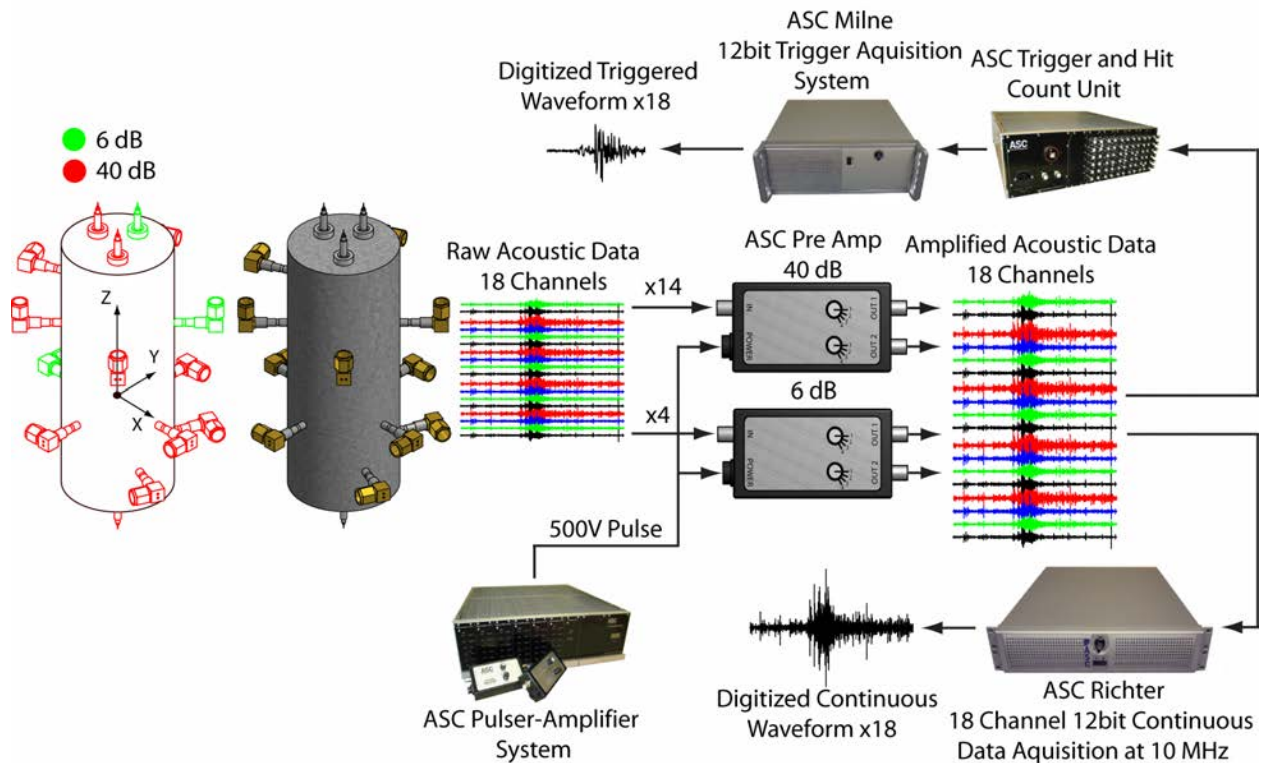 ASC Milne
12bit Trigger Aquisition
System
ASC Trigger and Hit
Count Unit
Digitized Triggered
Waveform x18
6 dB
40 dB
ASC
Raw Acoustic Data
18 Channels
ASC Pre Amp
40 dB
Amplified Acoustic Data
18 Channels
x14
IN
POWER
OUT 1
OUT 2
Z
Y
X
6 dB
x4
IN
POWER
OUT 1
OUT 2
500V Pulse
ASC
ASC Pulser-Amplifier
System
Digitized Continuous
Waveform x18
ASC Richter
18 Channel 12bit Continuous
Data Aquisition at 10 MHz